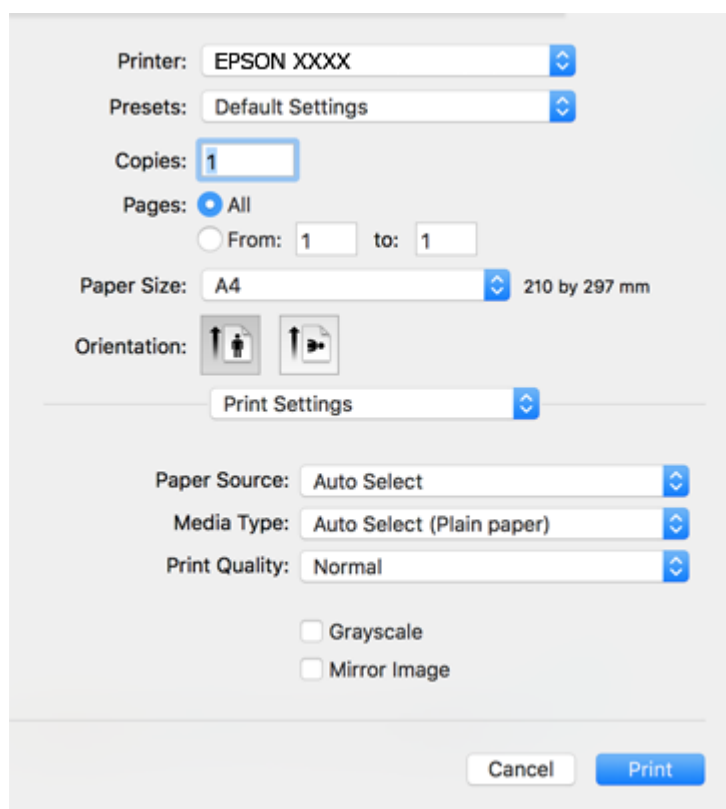 Printer: EPSON XXXX
Presets: Default Settings
Copies: 1
Pages: All
From: 1 to: 1
Paper Size: A4 210 by 297 mm
Orientation:
Print Settings
Paper Source: Auto Select
Media Type: Auto Select (Plain paper)
Print Quality: Normal
Grayscale
Mirror Image
Cancel Print